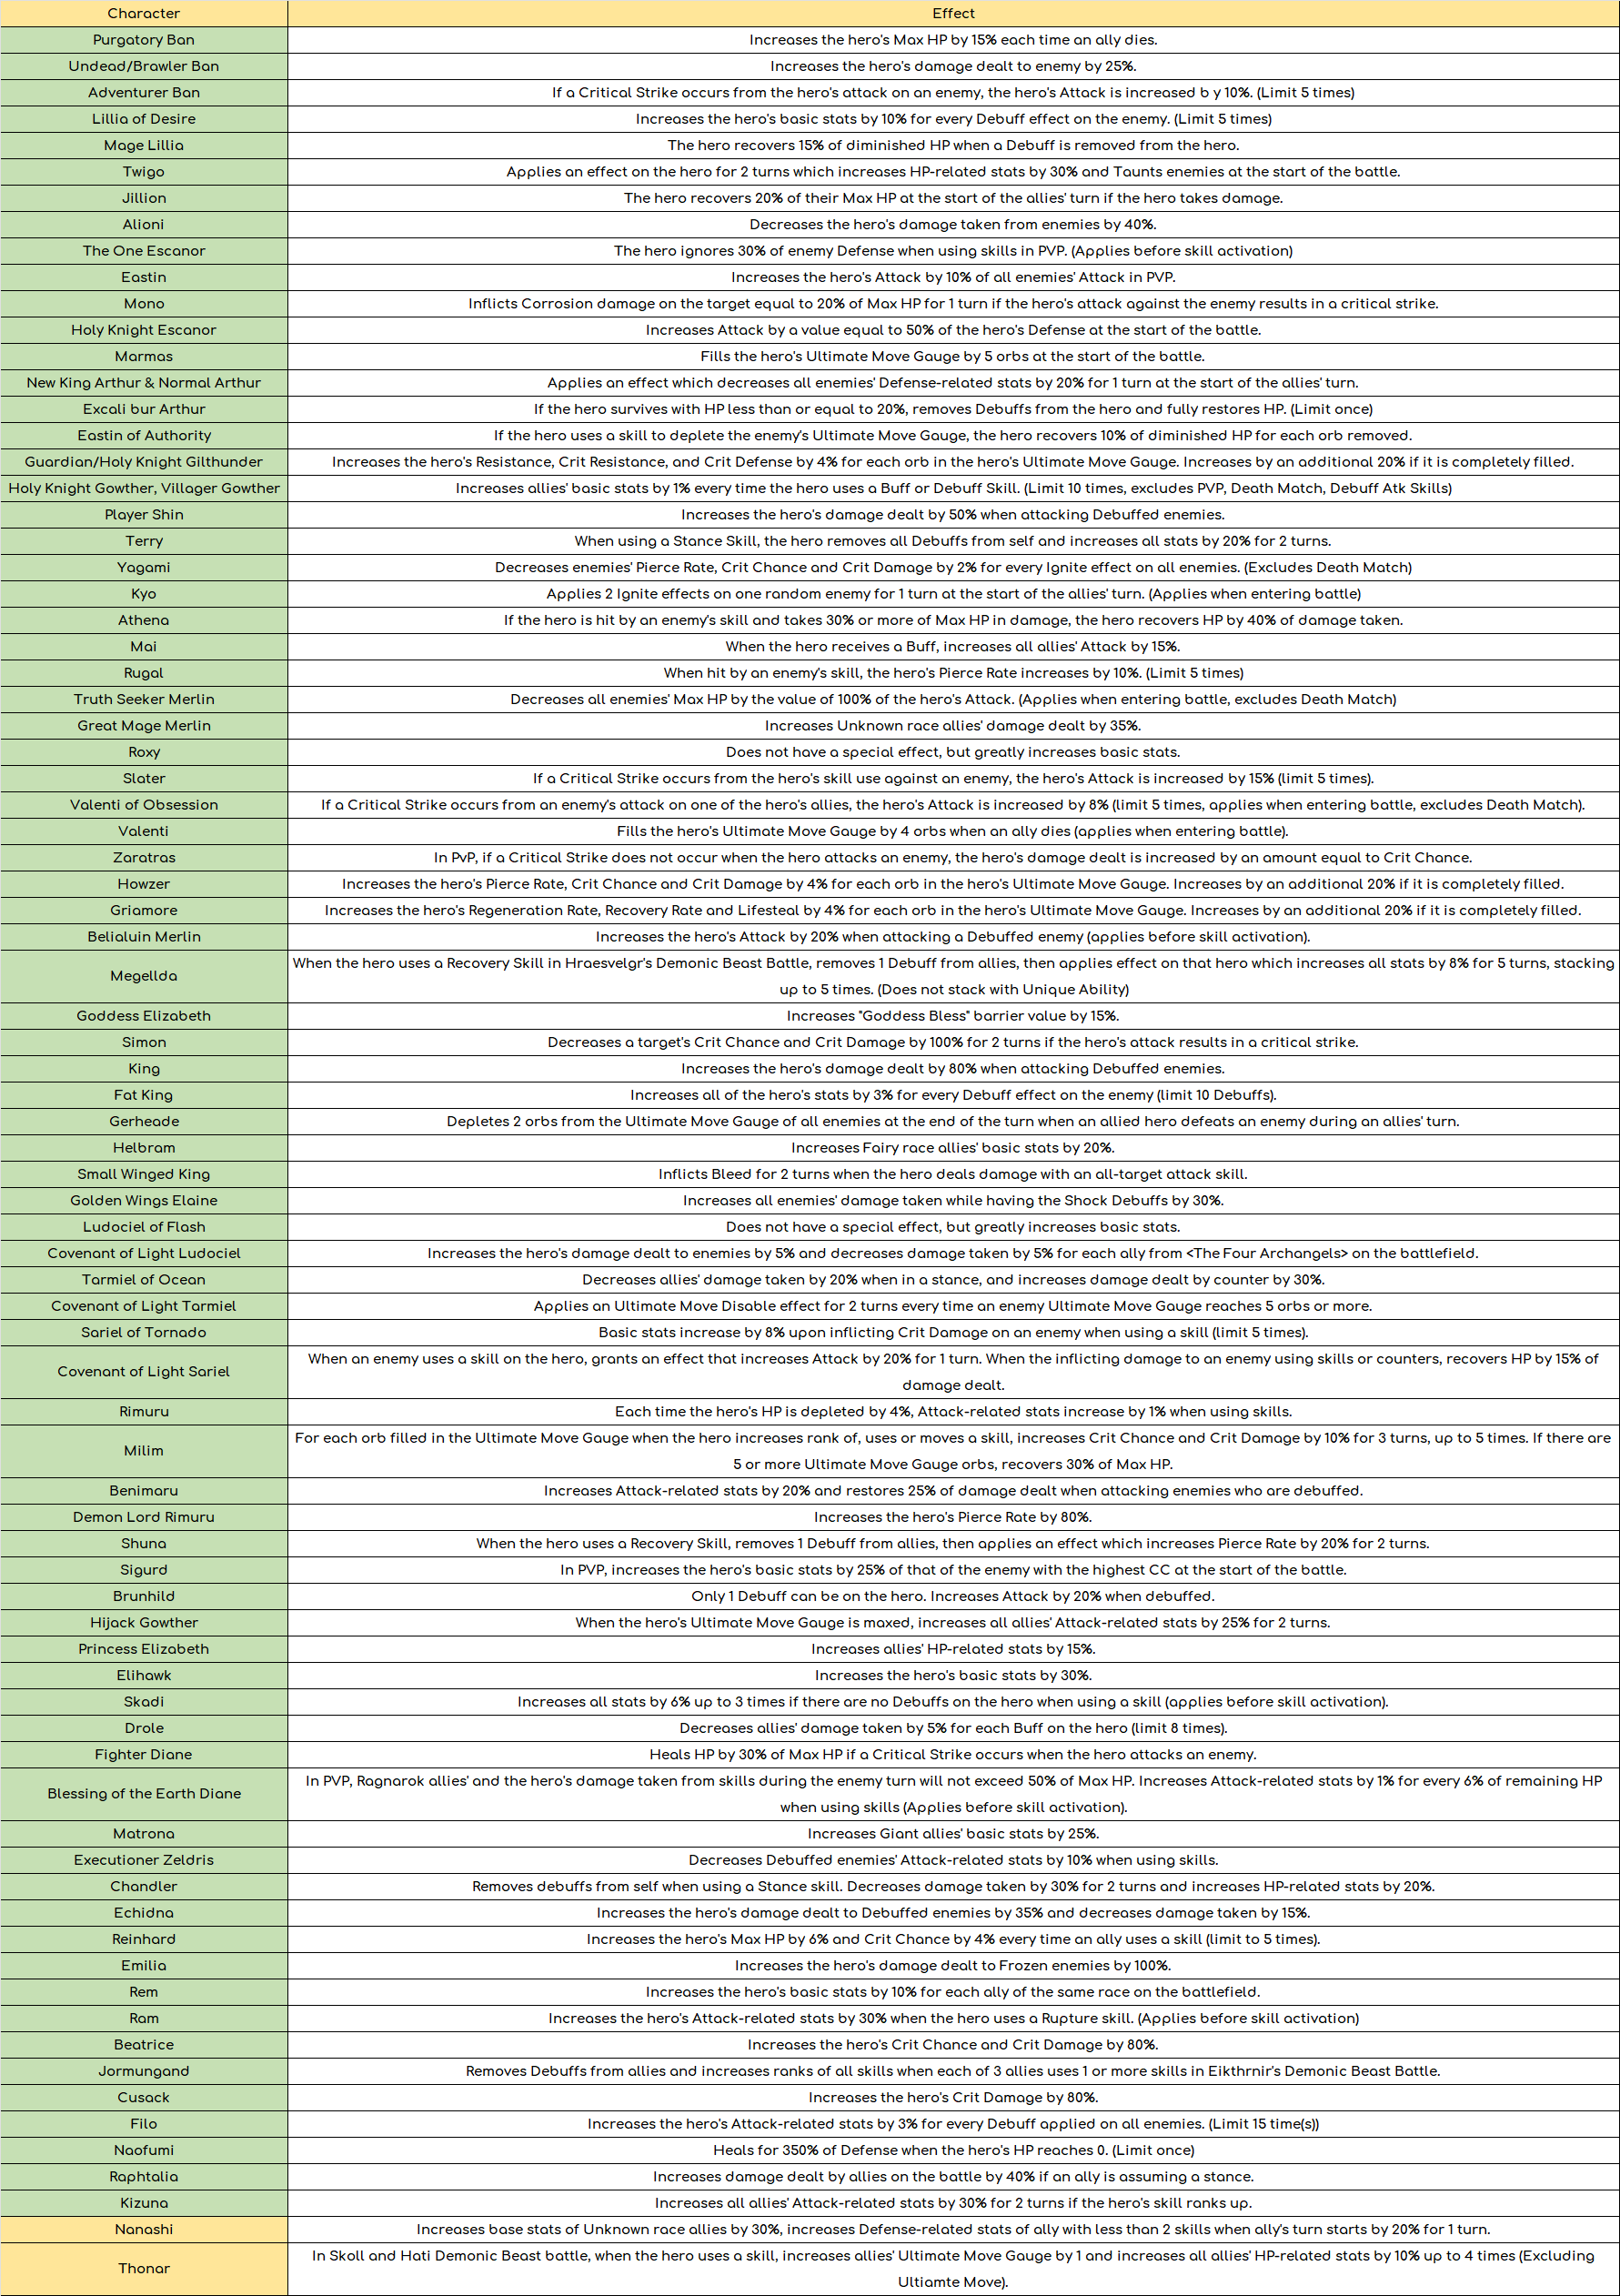 Character Effect
Purgatory Ban Increases the hero's Max HP by 15% each time an ally dies.
Undead/Brawler Ban Increases the hero's damage dealt to enemy by 25%.
Adventurer Ban If a Critical Strike occurs from the hero's attack on an enemy, the hero's Attack is increased b y 10%. (Limit 5 times)
Lillia of Desire Increases the hero's basic stats by 10% for every Debuff effect on the enemy. (Limit 5 times)
Mage Lillia The hero recovers 15% of diminished HP when a Debuff is removed from the hero.
Twigo Applies an effect on the hero for 2 turns which increases HP-related stats by 30% and Taunts enemies at the start of the battle.
Jillion The hero recovers 20% of their Max HP at the start of the allies' turn if the hero takes damage.
Alioni Decreases the hero's damage taken from enemies by 40%.
The One Escanor The hero ignores 30% of enemy Defense when using skills in PVP. (Applies before skill activation)
Eastin Increases the hero's Attack by 10% of all enemies' Attack in PVP.
Mono Inflicts Corrosion damage on the target equal to 20% of Max HP for 1 turn if the hero's attack against the enemy results in a critical strike.
Holy Knight Escanor Increases Attack by a value equal to 50% of the hero's Defense at the start of the battle.
Marmas Fills the hero's Ultimate Move Gauge by 5 orbs at the start of the battle.
New King Arthur & Normal Arthur Applies an effect which decreases all enemies' Defense-related stats by 20% for 1 turn at the start of the allies' turn.
Excali bur Arthur If the hero survives with HP less than or equal to 20%, removes Debuffs from the hero and fully restores HP. (Limit once)
Eastin of Authority If the hero uses a skill to deplete the enemy's Ultimate Move Gauge, the hero recovers 10% of diminished HP for each orb removed.
Guardian/Holy Knight Gilthunder Increases the hero's Resistance, Crit Resistance, and Crit Defense by 4% for each orb in the hero's Ultimate Move Gauge. Increases by an additional 20% if it is completely filled.
Holy Knight Gowther, Villager Gowther Increases allies' basic stats by 1% every time the hero uses a Buff or Debuff Skill. (Limit 10 times, excludes PVP, Death Match, Debuff Atk Skills)
Player Shin Increases the hero's damage dealt by 50% when attacking Debuffed enemies.
Terry When using a Stance Skill, the hero removes all Debuffs from self and increases all stats by 20% for 2 turns.
Yagami Decreases enemies' Pierce Rate, Crit Chance and Crit Damage by 2% for every Ignite effect on all enemies. (Excludes Death Match)
Kyo Applies 2 Ignite effects on one random enemy for 1 turn at the start of the allies' turn. (Applies when entering battle)
Athena If the hero is hit by an enemy's skill and takes 30% or more of Max HP in damage, the hero recovers HP by 40% of damage taken.
Mai When the hero receives a Buff, increases all allies' Attack by 15%.
Rugal When hit by an enemy's skill, the hero's Pierce Rate increases by 10%. (Limit 5 times)
Truth Seeker Merlin Decreases all enemies' Max HP by the value of 100% of the hero's Attack. (Applies when entering battle, excludes Death Match)
Great Mage Merlin Increases Unknown race allies' damage dealt by 35%.
Roxy Does not have a special effect, but greatly increases basic stats.
Slater If a Critical Strike occurs from the hero's skill use against an enemy, the hero's Attack is increased by 15% (limit 5 times).
Valenti of Obsession If a Critical Strike occurs from an enemy's attack on one of the hero's allies, the hero's Attack is increased by 8% (limit 5 times, applies when entering battle, excludes Death Match).
Valenti Fills the hero's Ultimate Move Gauge by 4 orbs when an ally dies (applies when entering battle).
Zaratras In PvP, if a Critical Strike does not occur when the hero attacks an enemy, the hero's damage dealt is increased by an amount equal to Crit Chance.
Howzer Increases the hero's Pierce Rate, Crit Chance and Crit Damage by 4% for each orb in the hero's Ultimate Move Gauge. Increases by an additional 20% if it is completely filled.
Griamore Increases the hero's Regeneration Rate, Recovery Rate and Lifesteal by 4% for each orb in the hero's Ultimate Move Gauge. Increases by an additional 20% if it is completely filled.
Belialuin Merlin Increases the hero's Attack by 20% when attacking a Debuffed enemy (applies before skill activation).
Megellda When the hero uses a Recovery Skill in Hraesvelgr's Demonic Beast Battle, removes 1 Debuff from allies, then applies effect on that hero which increases all stats by 8% for 5 turns, stacking
up to 5 times. (Does not stack with Unique Ability)
Goddess Elizabeth Increases "Goddess Bless" barrier value by 15%.
Simon Decreases a target's Crit Chance and Crit Damage by 100% for 2 turns if the hero's attack results in a critical strike.
King Increases the hero's damage dealt by 80% when attacking Debuffed enemies.
Fat King Increases all of the hero's stats by 3% for every Debuff effect on the enemy (limit 10 Debuffs).
Gerheade Depletes 2 orbs from the Ultimate Move Gauge of all enemies at the end of the turn when an allied hero defeats an enemy during an allies' turn.
Helbram Increases Fairy race allies' basic stats by 20%.
Small Winged King Inflicts Bleed for 2 turns when the hero deals damage with an all-target attack skill.
Golden Wings Elaine Increases all enemies' damage taken while having the Shock Debuffs by 30%.
Ludociel of Flash Does not have a special effect, but greatly increases basic stats.
Covenant of Light Ludociel Increases the hero's damage dealt to enemies by 5% and decreases damage taken by 5% for each ally from <The Four Archangels> on the battlefield.
Tarmiel of Ocean Decreases allies' damage taken by 20% when in a stance, and increases damage dealt by counter by 30%.
Covenant of Light Tarmiel Applies an Ultimate Move Disable effect for 2 turns every time an enemy Ultimate Move Gauge reaches 5 orbs or more.
Sariel of Tornado Basic stats increase by 8% upon inflicting Crit Damage on an enemy when using a skill (limit 5 times).
Covenant of Light Sariel When an enemy uses a skill on the hero, grants an effect that increases Attack by 20% for 1 turn. When the inflicting damage to an enemy using skills or counters, recovers HP by 15% of
damage dealt.
Rimuru Each time the hero's HP is depleted by 4%, Attack-related stats increase by 1% when using skills.
Milim For each orb filled in the Ultimate Move Gauge when the hero increases rank of, uses or moves a skill, increases Crit Chance and Crit Damage by 10% for 3 turns, up to 5 times. If there are
5 or more Ultimate Move Gauge orbs, recovers 30% of Max HP.
Benimaru Increases Attack-related stats by 20% and restores 25% of damage dealt when attacking enemies who are debuffed.
Demon Lord Rimuru Increases the hero's Pierce Rate by 80%.
Shuna When the hero uses a Recovery Skill, removes 1 Debuff from allies, then applies an effect which increases Pierce Rate by 20% for 2 turns.
Sigurd In PVP, increases the hero's basic stats by 25% of that of the enemy with the highest CC at the start of the battle.
Brunhild Only 1 Debuff can be on the hero. Increases Attack by 20% when debuffed.
Hijack Gowther When the hero's Ultimate Move Gauge is maxed, increases all allies' Attack-related stats by 25% for 2 turns.
Princess Elizabeth Increases allies' HP-related stats by 15%.
Elihawk Increases the hero's basic stats by 30%.
Skadi Increases all stats by 6% up to 3 times if there are no Debuffs on the hero when using a skill (applies before skill activation).
Drole Decreases allies' damage taken by 5% for each Buff on the hero (limit 8 times).
Fighter Diane Heals HP by 30% of Max HP if a Critical Strike occurs when the hero attacks an enemy.
Blessing of the Earth Diane In PVP, Ragnarok allies' and the hero's damage taken from skills during the enemy turn will not exceed 50% of Max HP. Increases Attack-related stats by 1% for every 6% of remaining HP
when using skills (Applies before skill activation).
Matrona Increases Giant allies' basic stats by 25%.
Executioner Zeldris Decreases Debuffed enemies' Attack-related stats by 10% when using skills.
Chandler Removes debuffs from self when using a Stance skill. Decreases damage taken by 30% for 2 turns and increases HP-related stats by 20%.
Echidna Increases the hero's damage dealt to Debuffed enemies by 35% and decreases damage taken by 15%.
Reinhard Increases the hero's Max HP by 6% and Crit Chance by 4% every time an ally uses a skill (limit to 5 times).
Emilia Increases the hero's damage dealt to Frozen enemies by 100%.
Rem Increases the hero's basic stats by 10% for each ally of the same race on the battlefield.
Ram Increases the hero's Attack-related stats by 30% when the hero uses a Rupture skill. (Applies before skill activation)
Beatrice Increases the hero's Crit Chance and Crit Damage by 80%.
Jormungand Removes Debuffs from allies and increases ranks of all skills when each of 3 allies uses 1 or more skills in Eikthrnir's Demonic Beast Battle.
Cusack Increases the hero's Crit Damage by 80%.
Filo Increases the hero's Attack-related stats by 3% for every Debuff applied on all enemies. (Limit 15 time(s))
Naofumi Heals for 350% of Defense when the hero's HP reaches 0. (Limit once)
Raphtalia Increases damage dealt by allies on the battle by 40% if an ally is assuming a stance.
Kizuna Increases all allies' Attack-related stats by 30% for 2 turns if the hero's skill ranks up.
Nanashi Increases base stats of Unknown race allies by 30%, increases Defense-related stats of ally with less than 2 skills when ally's turn starts by 20% for 1 turn.
Thonar In Skoll and Hati Demonic Beast battle, when the hero uses a skill, increases allies' Ultimate Move Gauge by 1 and increases all allies' HP-related stats by 10% up to 4 times (Excluding
Ultiamte Move).